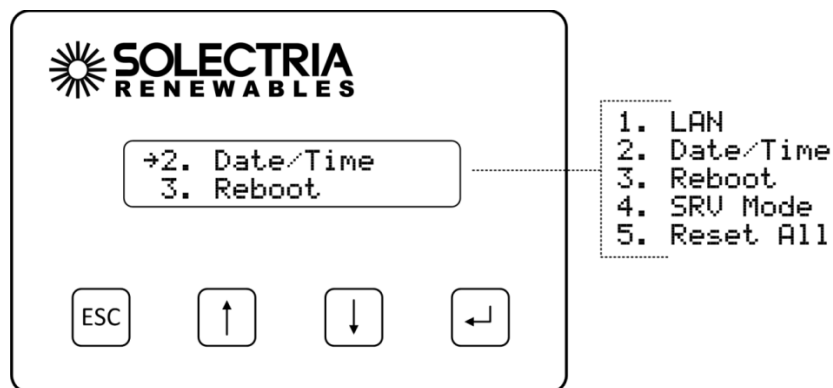 SOLECTRIA
RENEWABLES
→2. Date/Time
3. Reboot
1. LAN
2. Date/Time
3. Reboot
4. SRV Mode
5. Reset All
ESC
↑
↓
↵